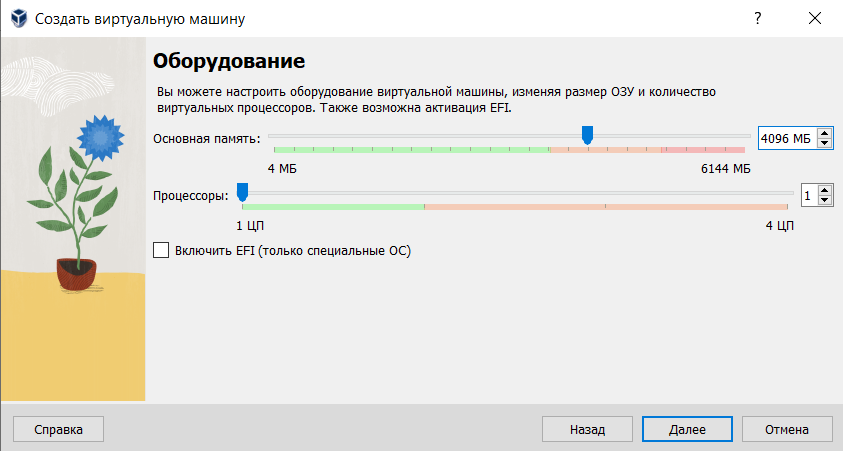 Создать виртуальную машину
?
Оборудование
Вы можете настроить оборудование виртуальной машины, изменяя размер ОЗУ и количество
виртуальных процессоров. Также возможна активация EFI.
Основная память:
4096 МБ
4 МБ
6144 МБ
Процессоры:
1
1 ЦП
4 ЦП
Включить EFI (только специальные ОС)
Справка
Назад
Далее
Отмена